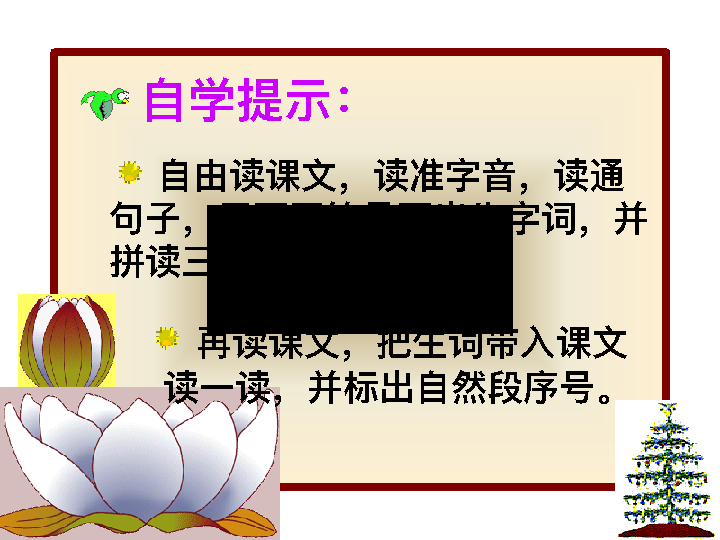 自学提示：
自由读课文，读准字音，读通
句子，字词，并
拼读三
再读课文，把生词带入课文
读一读，并标出自然段序号。